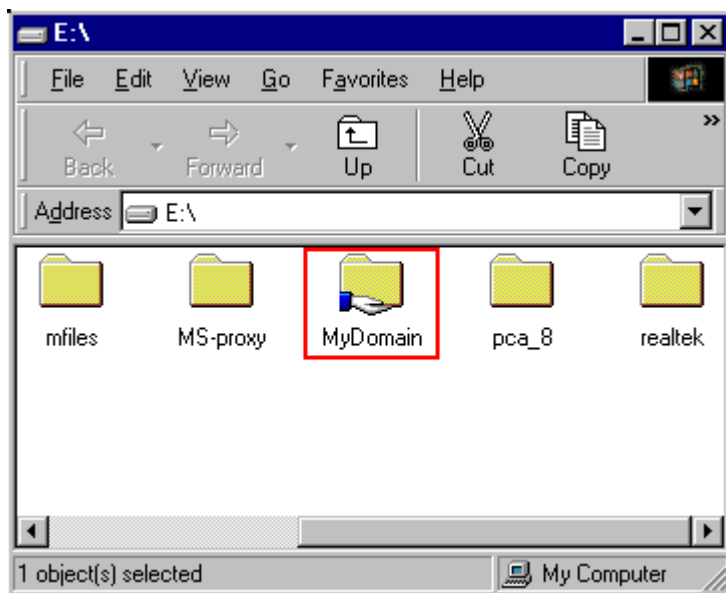 E:\
File Edit View Go Favorites Help
Back Forward Up Cut Copy »
Address E:\
mfiles MS-proxy MyDomain pca_8 realtek
1 object(s) selected My Computer